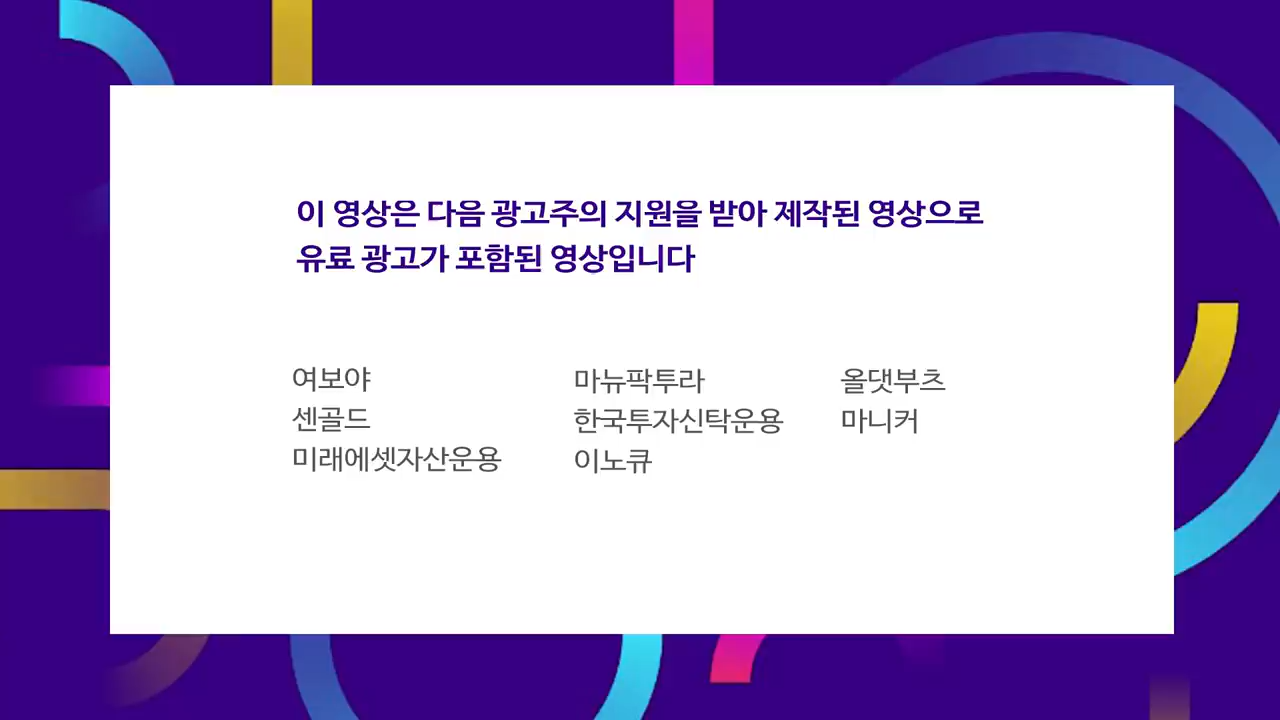 이 영상은 다음 광고주의 지원을 받아 제작된 영상으로
유료 광고가 포함된 영상입니다
여보야
센골드
미래에셋자산운용
마뉴팍투라
한국투자신탁운용
이노큐
올댓부츠
마니커